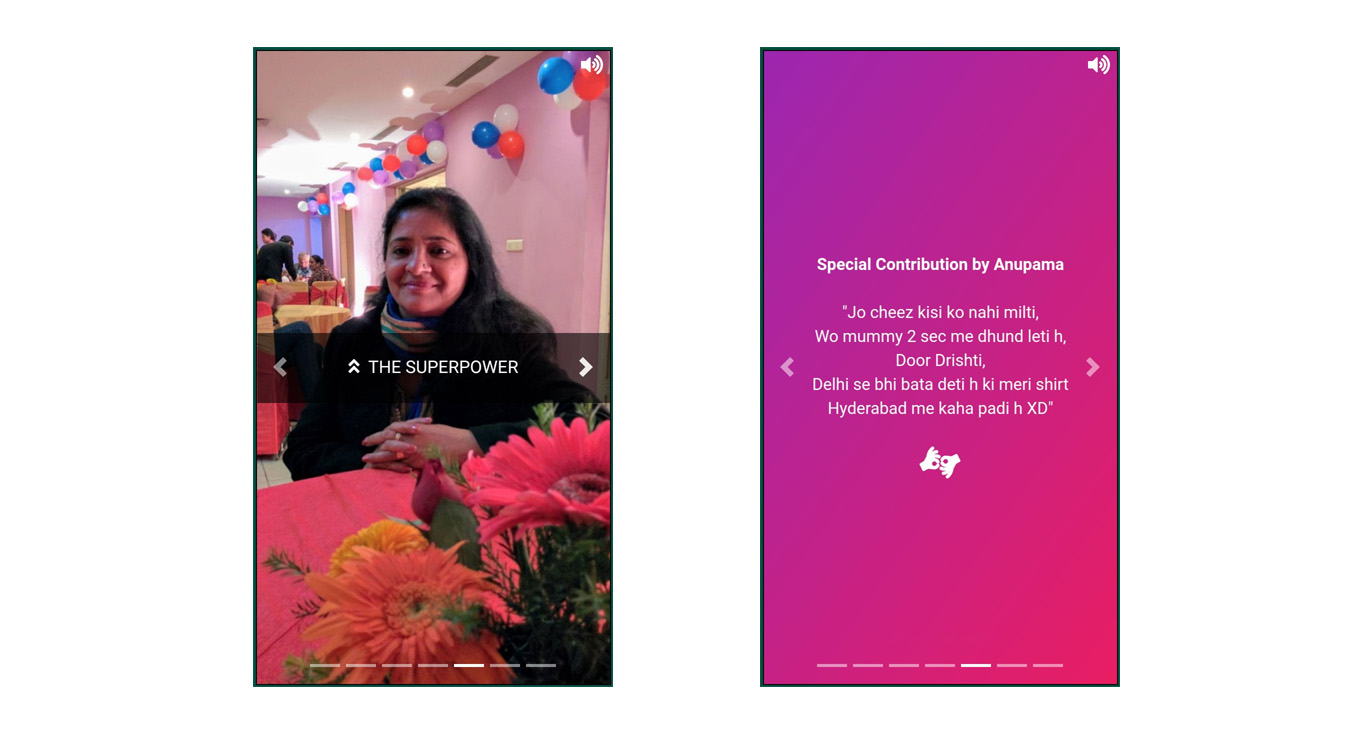 THE SUPERPOWER
Special Contribution by Anupama
"Jo cheez kisi ko nahi milti,
Wo mummy 2 sec me dhund leti h,
Door Drishti,
Delhi se bhi bata deti h ki meri shirt
Hyderabad me kaha padi h XD"